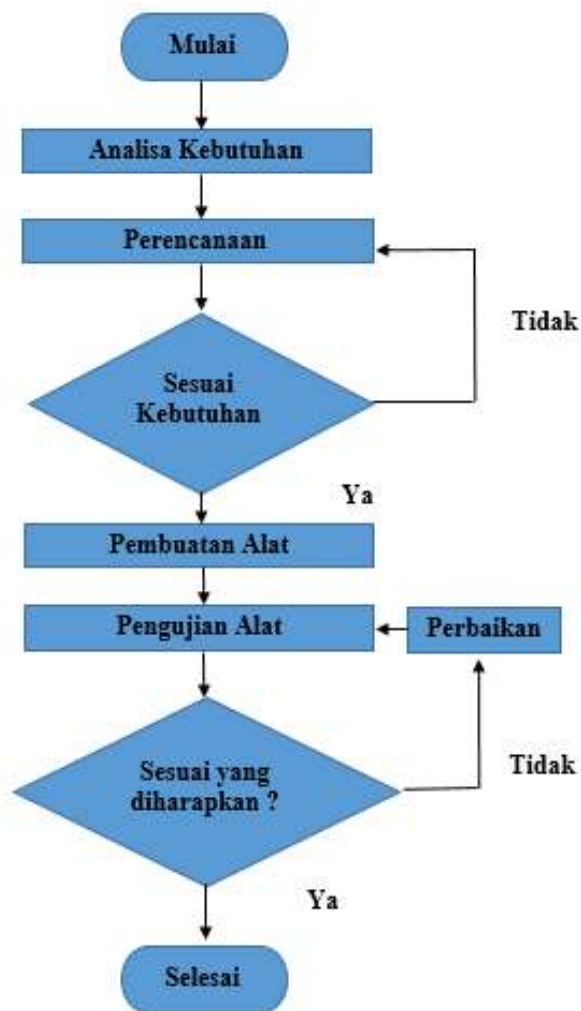 Mulai
Analisa Kebutuhan
Perencanaan
Tidak
Sesuai
Kebutuhan
Ya
Pembuatan Alat
Pengujian Alat
Perbaikan
Tidak
Sesuai yang
diharapkan ?
Ya
Selesai